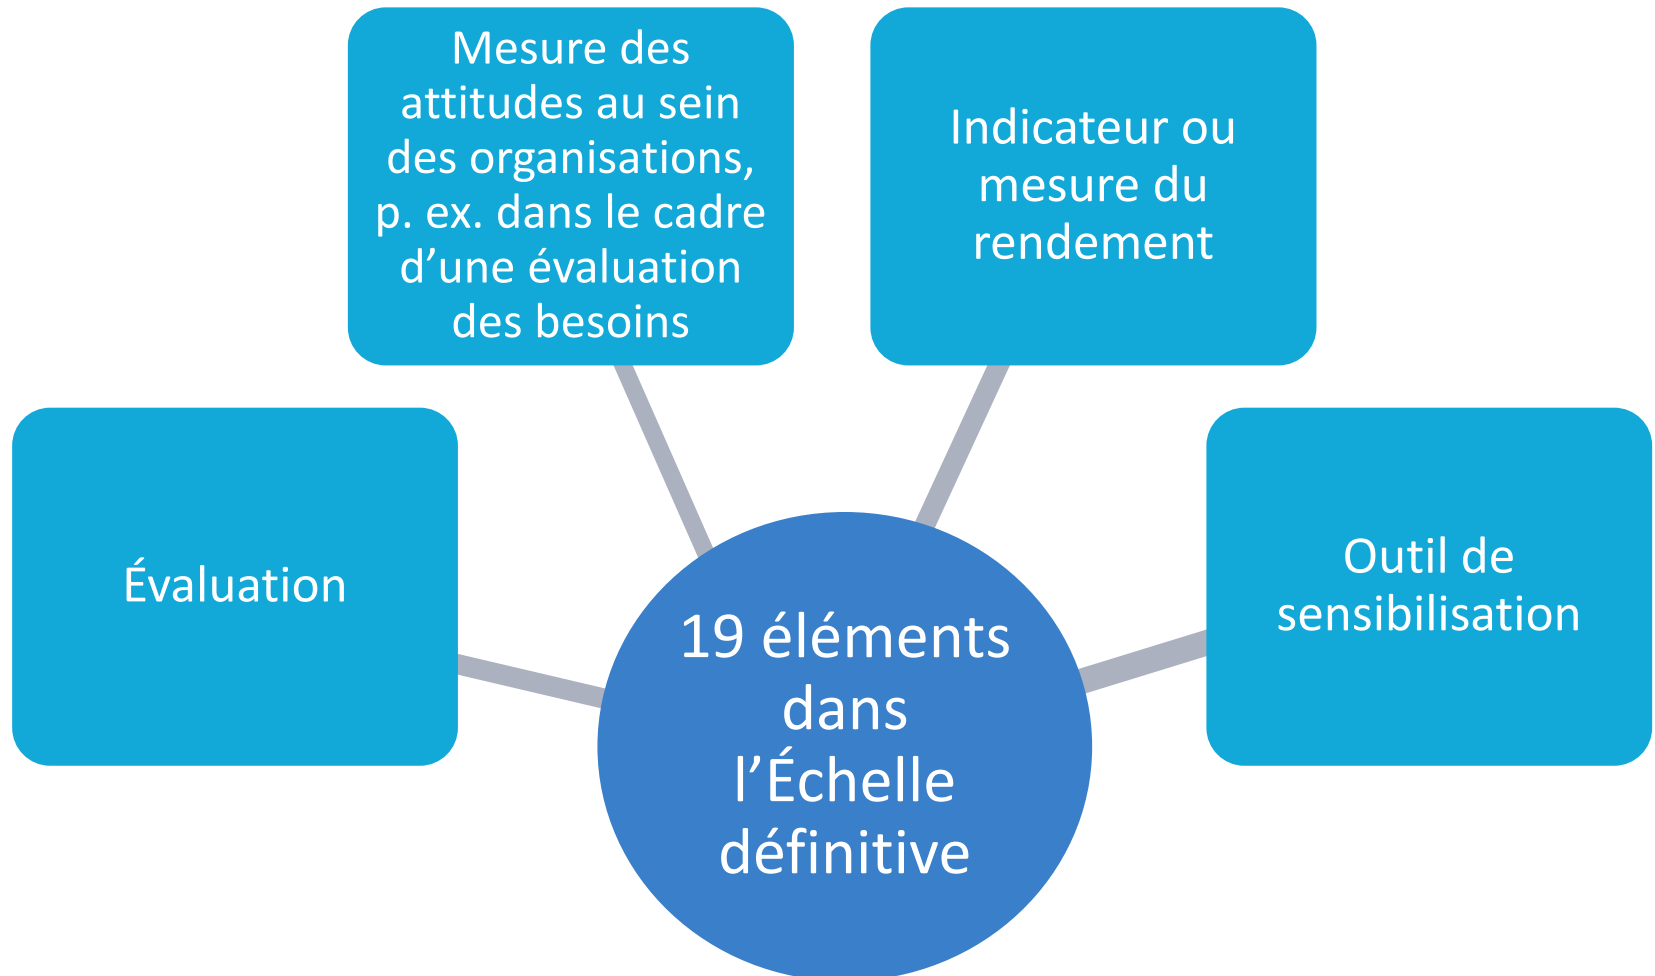 Mesure des
attitudes au sein
des organisations,
p. ex. dans le cadre
d’une évaluation
des besoins
Indicateur ou
mesure du
rendement
Évaluation
Outil de
sensibilisation
19 éléments
dans
l’Échelle
définitive